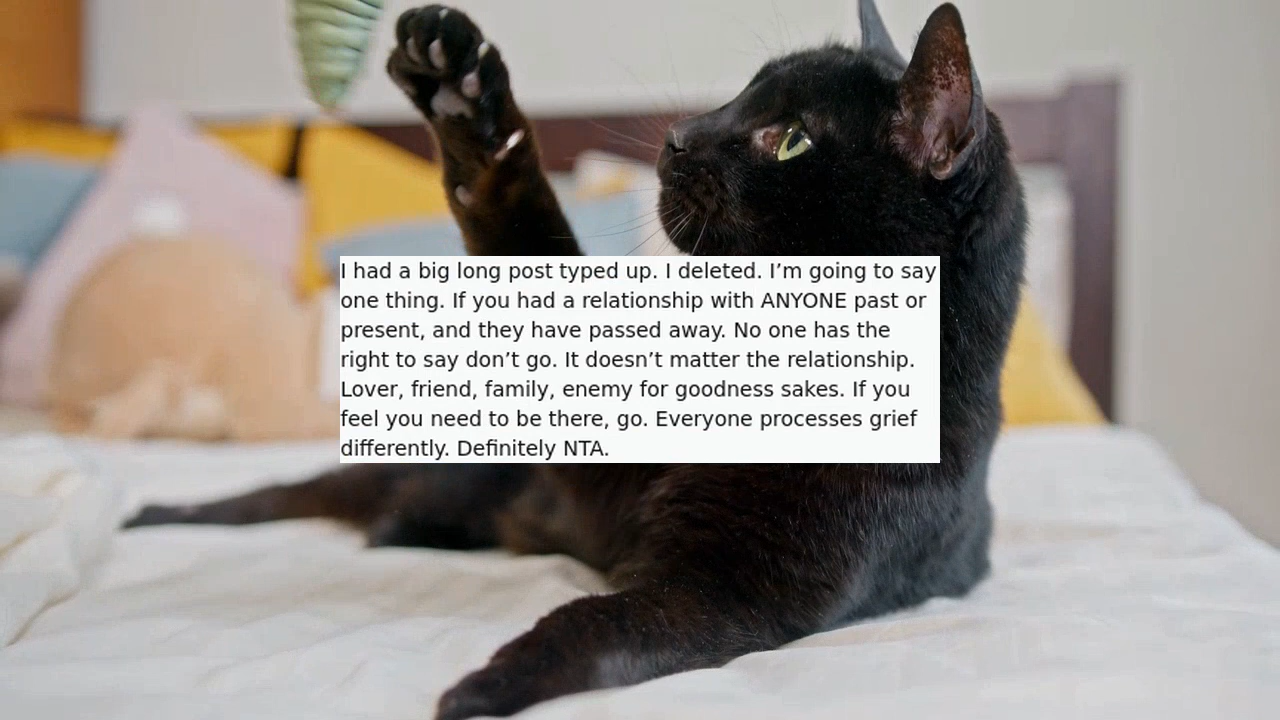 I had a big long post typed up. I deleted. I’m going to say
one thing. If you had a relationship with ANYONE past or
present, and they have passed away. No one has the
right to say don’t go. It doesn’t matter the relationship.
Lover, friend, family, enemy for goodness sakes. If you
feel you need to be there, go. Everyone processes grief
differently. Definitely NTA.